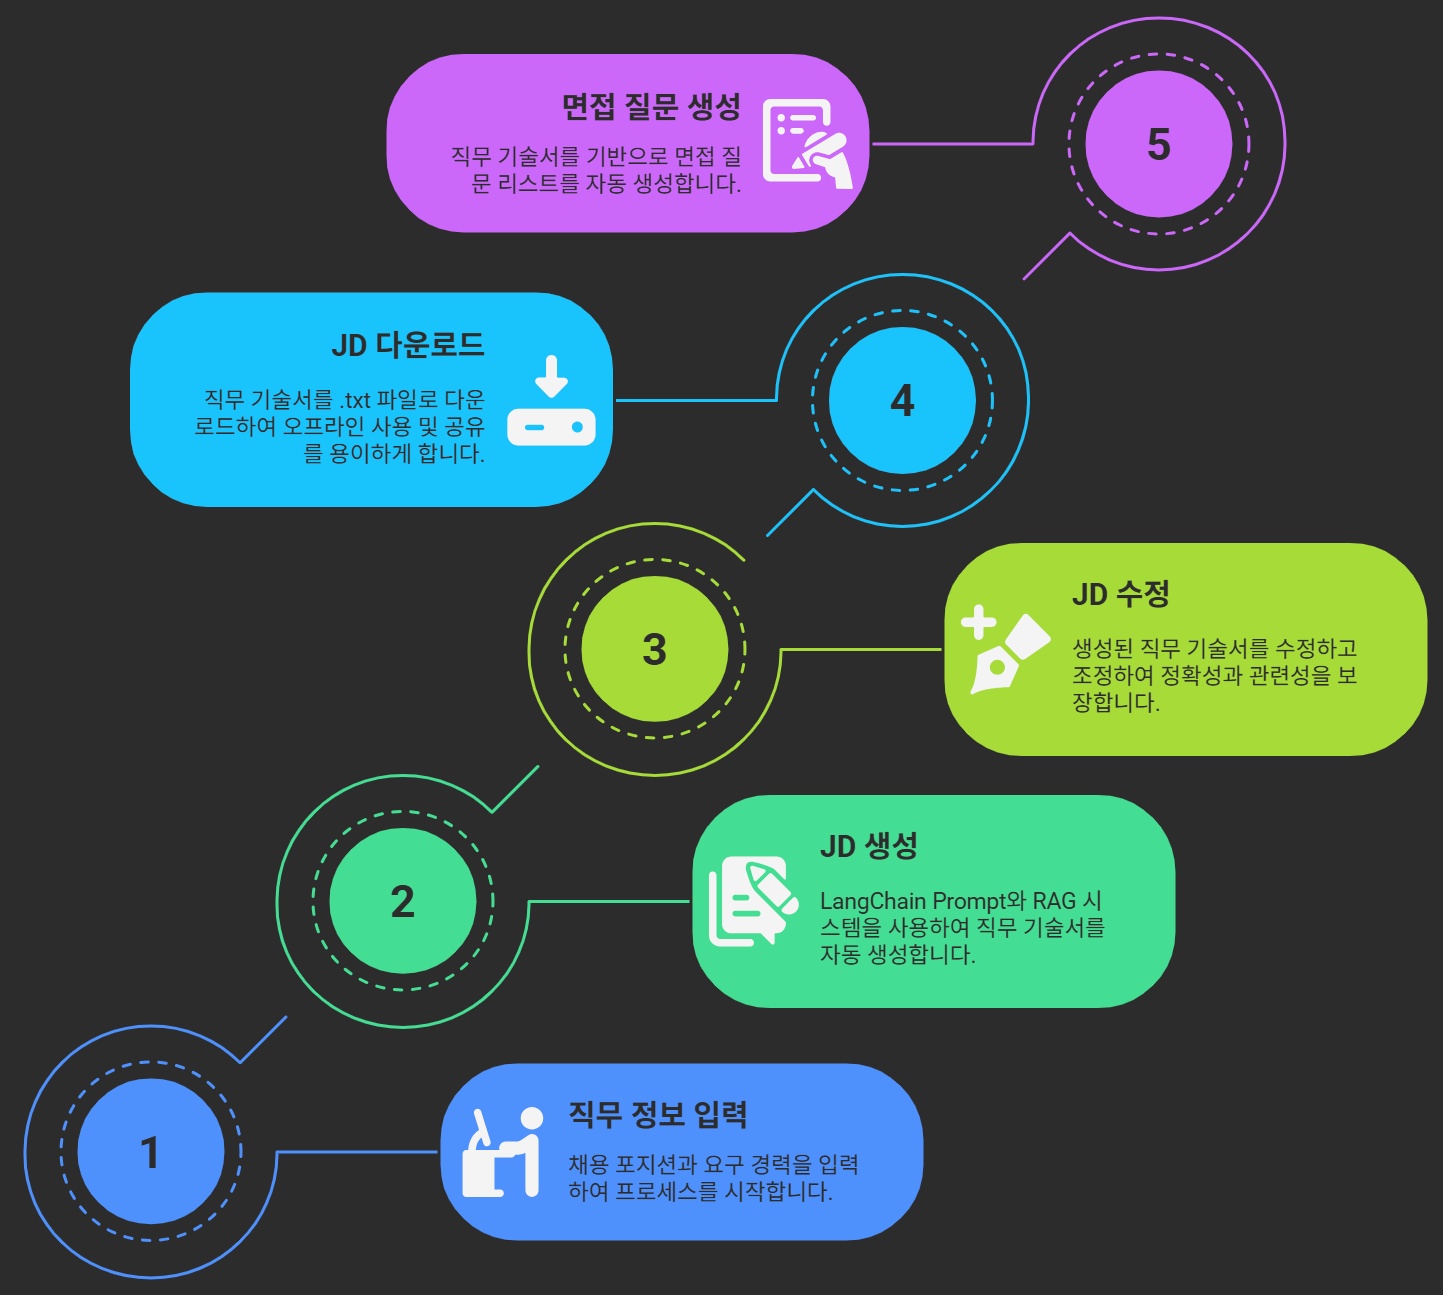 면접 질문 생성
직무 기술서를 기반으로 면접 질
문 리스트를 자동 생성합니다.
5
JD 다운로드
직무 기술서를 .txt 파일로 다운
로드하여 오프라인 사용 및 공유
를 용이하게 합니다.
4
3
JD 수정
생성된 직무 기술서를 수정하고
조정하여 정확성과 관련성을 보
장합니다.
2
JD 생성
LangChain Prompt와 RAG 시
스템을 사용하여 직무 기술서를
자동 생성합니다.
1
직무 정보 입력
채용 포지션과 요구 경력을 입력
하여 프로세스를 시작합니다.